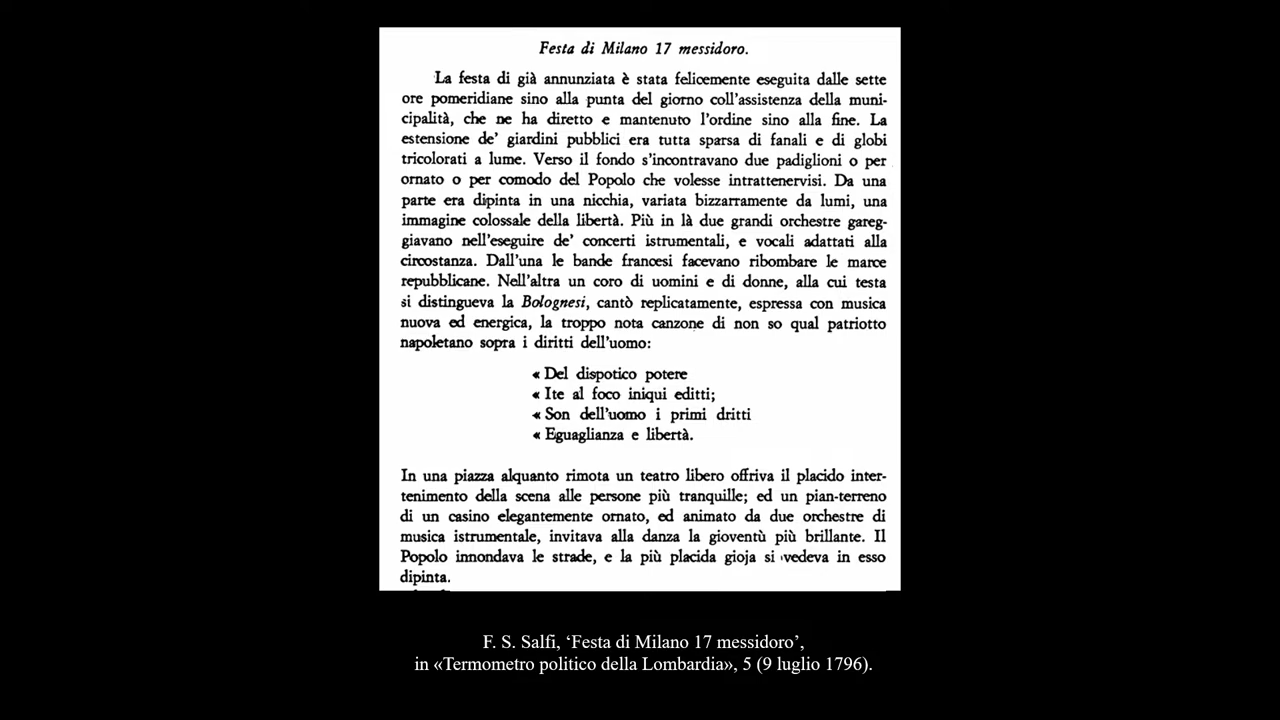 Festa di Milano 17 messidoro.
La festa di già annunziata è stata felicemente eseguita dalle sette
ore pomeridiane sino alla punta del giorno coll'assistenza della muni-
cipalità, che ne ha diretto e mantenuto l'ordine sino alla fine. La
estensione de' giardini pubblici era tutta sparsa di fanali e di globi
tricolorati a lume. Verso il fondo s'incontravano due padiglioni o per
ornato o per comodo del Popolo che volesse intrattenervisi. Da una
parte era dipinta in una nicchia, variata bizzarramente da lumi, una
immagine colossale della libertà. Più in là due grandi orchestre gareg-
giavano nell'eseguire de' concerti istrumentali, e vocali adattati alla
circostanza. Dall'una le bande francesi facevano ribombare le marce
repubblicane. Nell'altra un coro di uomini e di donne, alla cui testa
si distingueva la Bolognesi, cantò replicatamente, espressa con musica
nuova ed energica, la troppo nota canzone di non so qual patriotto
napoletano sopra i diritti dell'uomo:
« Del dispotico potere
« Ite al foco iniqui editti;
« Son dell'uomo i primi dritti
« Eguaglianza e libertà.
In una piazza alquanto rimota un teatro libero offriva il placido inter-
tenimento della scena alle persone più tranquille; ed un pian-terreno
di un casino elegantemente ornato, ed animato da due orchestre di
musica istrumentale, invitava alla danza la gioventù più brillante. Il
Popolo innondava le strade, e la più placida gioja si vedeva in esso
dipinta.
F. S. Salfi, ‘Festa di Milano 17 messidoro’,
in «Termometro politico della Lombardia», 5 (9 luglio 1796).